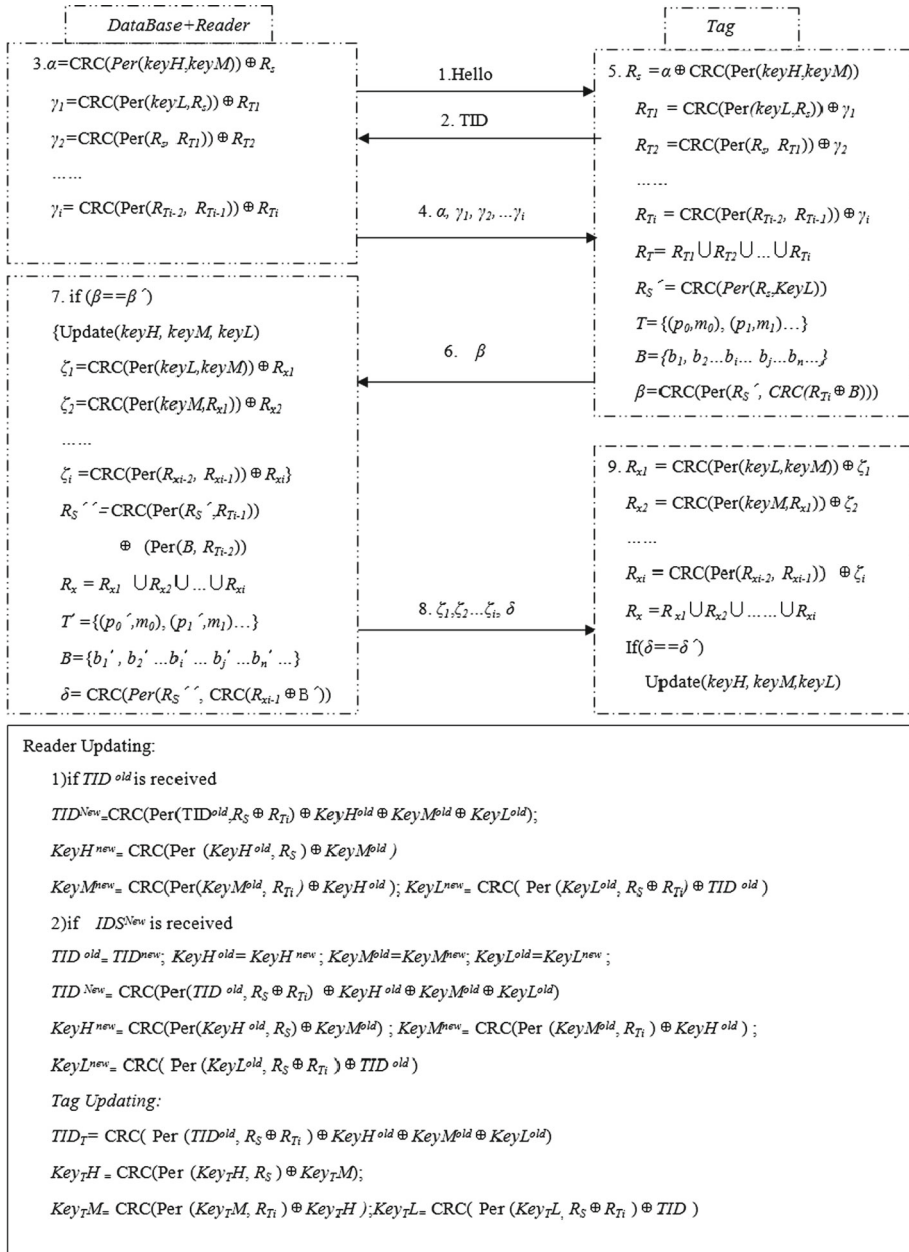 DataBase+Reader
3.α=CRC(Per(keyH,keyM)) ⊕ Rs
γ1=CRC(Per(keyL,Rs)) ⊕ RT1
γ2=CRC(Per(Rs, RT1)) ⊕ RT2
……
γi= CRC(Per(RTi-2, RTi-1)) ⊕ RTi
1.Hello
2. TID
4. α, γ1, γ2, ...γi
Tag
5. Rs =α ⊕ CRC(Per(keyH,keyM))
RT1 = CRC(Per(keyL,Rs)) ⊕ γ1
RT2 =CRC(Per(Rs, RT1)) ⊕ γ2
……
RTi = CRC(Per(RTi-2, RTi-1)) ⊕ γi
RT= RT1 ∪ RT2 ∪ … ∪ RTi
RS´= CRC(Per(Rs,KeyL))
T={(p0,m0), (p1,m1)…}
B={b1, b2 ...bi... bj...bn...}
β=CRC(Per(RS´, CRC(RTi ⊕ B)))
6. β
7. if (β==β´)
{Update(keyH, keyM, keyL)
ζ1=CRC(Per(keyL,keyM)) ⊕ Rx1
ζ2=CRC(Per(keyM,Rx1)) ⊕ Rx2
……
ζi =CRC(Per(Rxi-2, Rxi-1)) ⊕ Rxi}
RS´´=CRC(Per(RS´,RTi-1))
⊕ (Per(B, RTi-2))
Rx = Rx1 ∪ Rx2 ∪ … ∪ Rxi
T'={(p0´,m0), (p1´,m1)…}
B={b1', b2' ...bi' ... bj' ...bn' ...}
δ= CRC(Per(RS´´, CRC(Rxi-1 ⊕ B´))
8. ζ1,ζ2...ζi, δ
9. Rx1 = CRC(Per(keyL,keyM)) ⊕ ζ1
Rx2 = CRC(Per(keyM,Rx1)) ⊕ ζ2
……
Rxi = CRC(Per(Rxi-2, Rxi-1)) ⊕ ζi
Rx =Rx1 ∪ Rx2 ∪ …… ∪ Rxi
If(δ==δ´)
Update(keyH, keyM,keyL)
Reader Updating:
1)if TID old is received
TIDNew=CRC(Per(TIDold,RS ⊕ RTi) ⊕ KeyHold ⊕ KeyMold ⊕ KeyLold);
KeyHnew= CRC(Per (KeyHold, RS) ⊕ KeyMold )
KeyMnew= CRC(Per(KeyMold, RTi) ⊕ KeyHold ); KeyLnew= CRC( Per (KeyLold, RS ⊕ RTi) ⊕ TID old )
2)if IDSNew is received
TID old= TIDnew; KeyH old= KeyH new ; KeyMold=KeyMnew; KeyLold=KeyLnew ;
TID New= CRC(Per(TID old, RS ⊕ RTi) ⊕ KeyHold ⊕ KeyMold ⊕ KeyLold)
KeyHnew= CRC(Per(KeyH old, RS) ⊕ KeyMold) ; KeyMnew= CRC(Per (KeyMold, RTi ) ⊕ KeyH old ) ;
KeyLnew= CRC( Per (KeyLold, RS ⊕ RTi ) ⊕ TID old )
Tag Updating:
TIDT= CRC( Per (TIDold, RS ⊕ RTi ) ⊕ KeyH old ⊕ KeyMold ⊕ KeyLold)
KeyTH = CRC(Per (KeyTH, RS ) ⊕ KeyTM);
KeyTM= CRC(Per (KeyTM, RTi ) ⊕ KeyTH );KeyTL= CRC( Per (KeyTL, RS ⊕ RTi ) ⊕ TID )